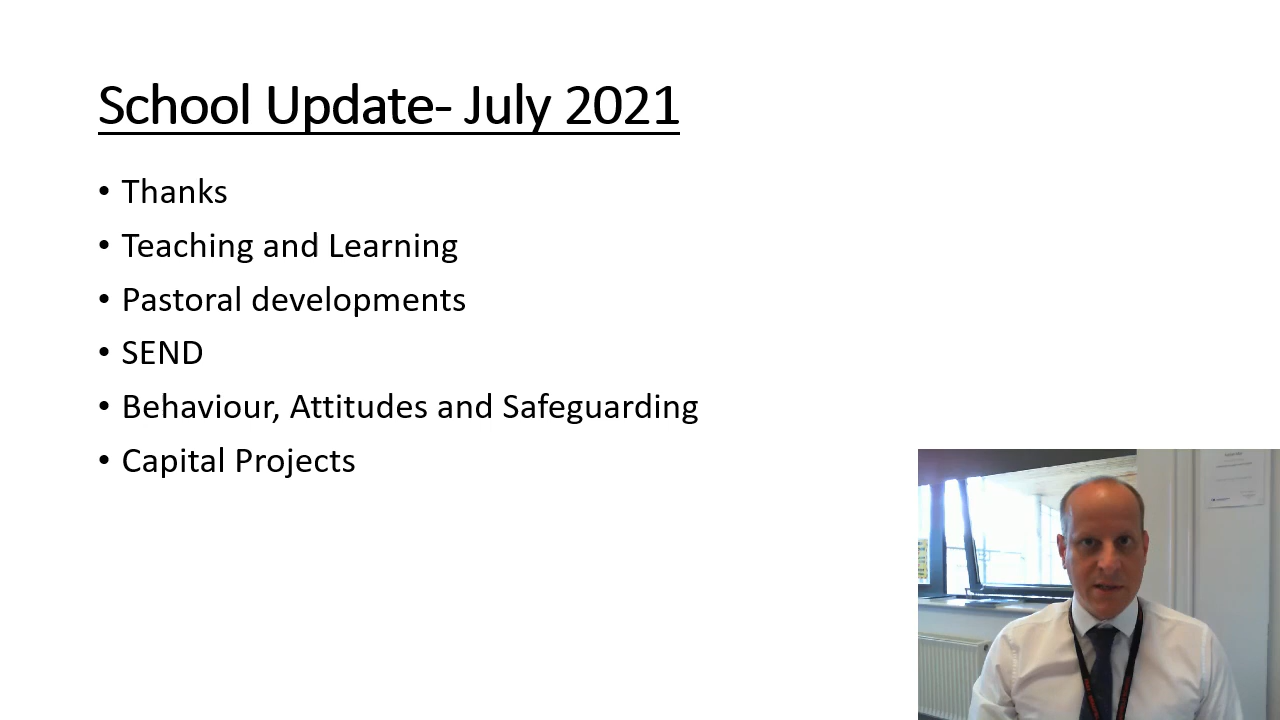 School Update- July 2021
• Thanks
• Teaching and Learning
• Pastoral developments
• SEND
• Behaviour, Attitudes and Safeguarding
• Capital Projects